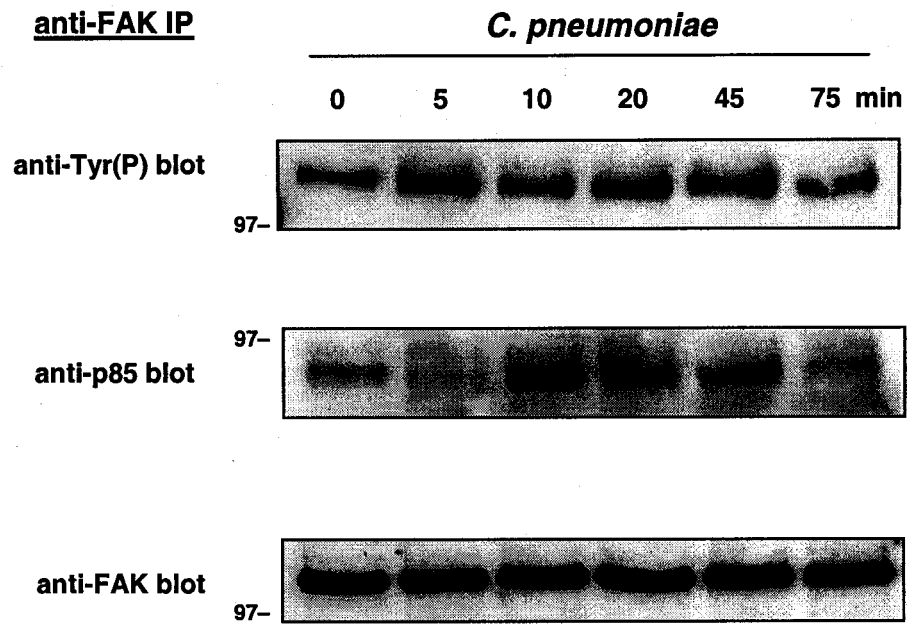 anti-FAK IP
C. pneumoniae
0 5 10 20 45 75 min
anti-Tyr(P) blot
97–
97–
anti-p85 blot
anti-FAK blot
97–